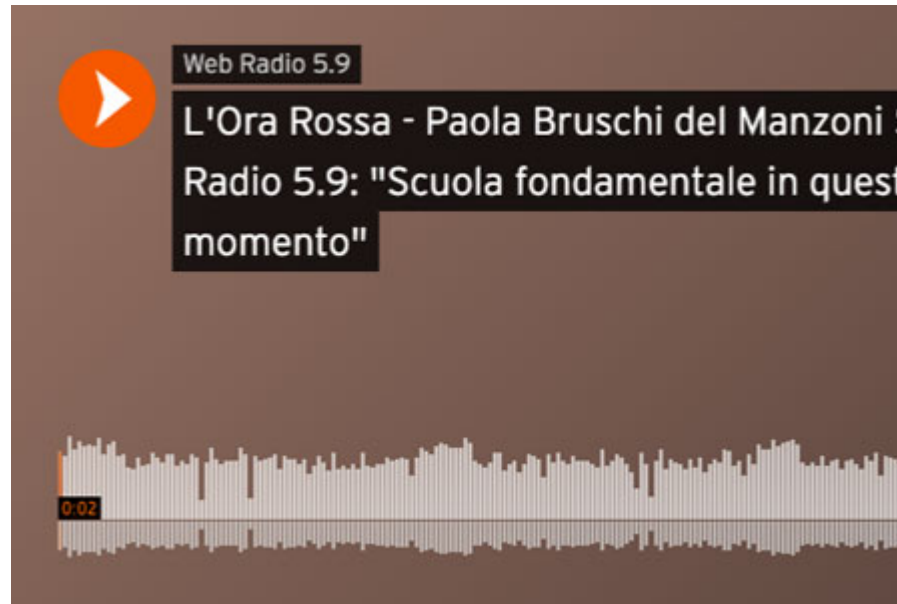 Web Radio 5.9
L'Ora Rossa - Paola Bruschi del Manzoni
Radio 5.9: "Scuola fondamentale in quest
momento"
0:02